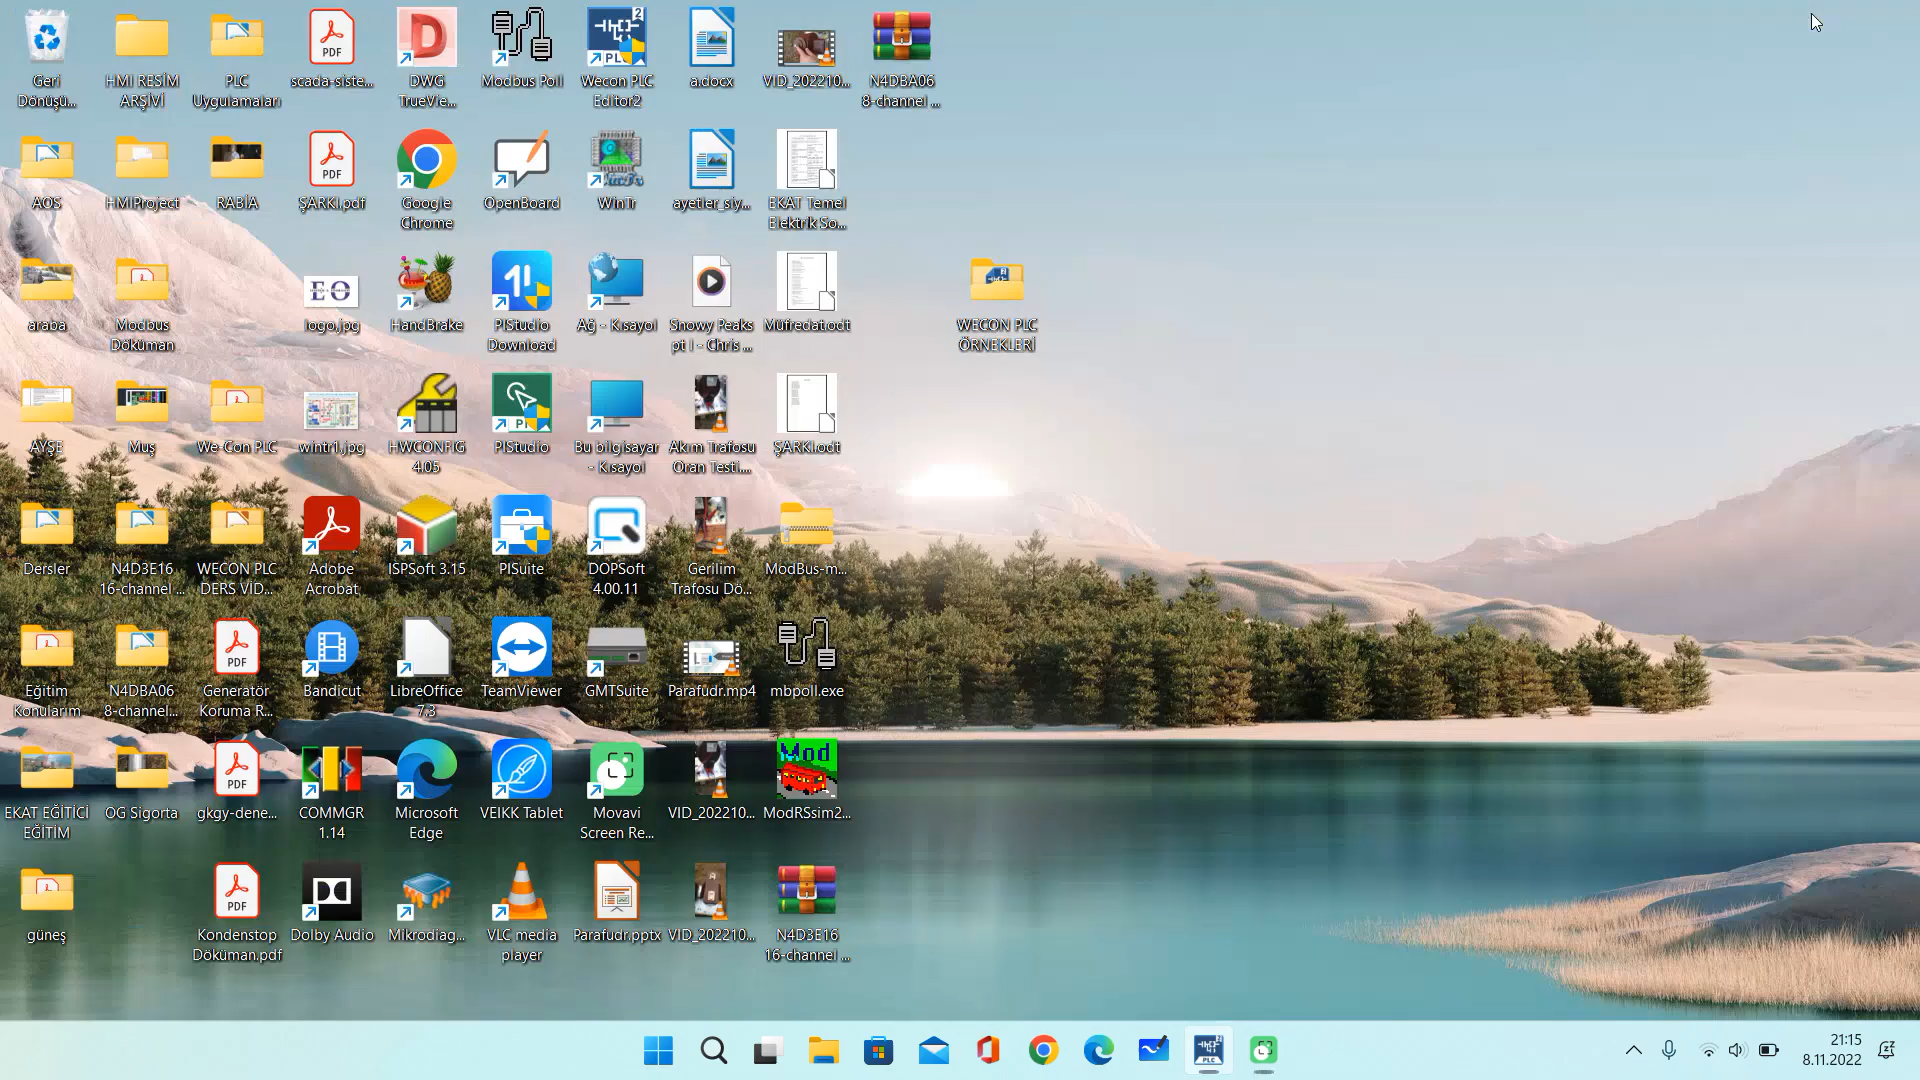 Geri
Dönüşü...
HMI RESİM
ARŞİVİ
PLC
Uygulamaları
scada-siste...
DWG
TrueVie...
Modbus Poll
Wecon PLC
Editor2
a.docx
VID_202210...
N4DBA06
8-channel ...
AOS
HMIProject
RABİA
ŞARKI.pdf
Google
Chrome
OpenBoard
WinTr
ayetler_siy...
EKAT Temel
Elektrik So...
araba
Modbus
Döküman
logo.jpg
HandBrake
PIStudio
Download
Ağ - Kısayol
Snowy Peaks
pt I - Chris ...
Müfredat.odt
WECON PLC
ÖRNEKLERİ
AYŞE
Muş
We-Con PLC
wintr1.jpg
HWCONFIG
4.05
PIStudio
Bu bilgisayar
- Kısayol
Akım Trafosu
Oran Testi....
ŞARKI.odt
Dersler
N4D3E16
16-channel ...
WECON PLC
DERS VİD...
Adobe
Acrobat
ISPSoft 3.15
PISuite
DOPSoft
4.00.11
Gerilim
Trafosu Dö...
ModBus-m...
Eğitim
Konularım
N4DBA06
8-channel...
Generatör
Koruma R...
Bandicut
LibreOffice
7.3
TeamViewer
GMTSuite
Parafudr.mp4
mbpoll.exe
EKAT EĞİTİCİ
EĞİTİM
OG Sigorta
gkgy-dene...
COMMGR
1.14
Microsoft
Edge
VEIKK Tablet
Movavi
Screen Re...
VID_202210...
ModRSsim2...
güneş
Kondenstop
Döküman.pdf
Dolby Audio
Mikrodiag...
VLC media
player
Parafudr.pptx
VID_202210...
N4D3E16
16-channel ...
21:15
8.11.2022